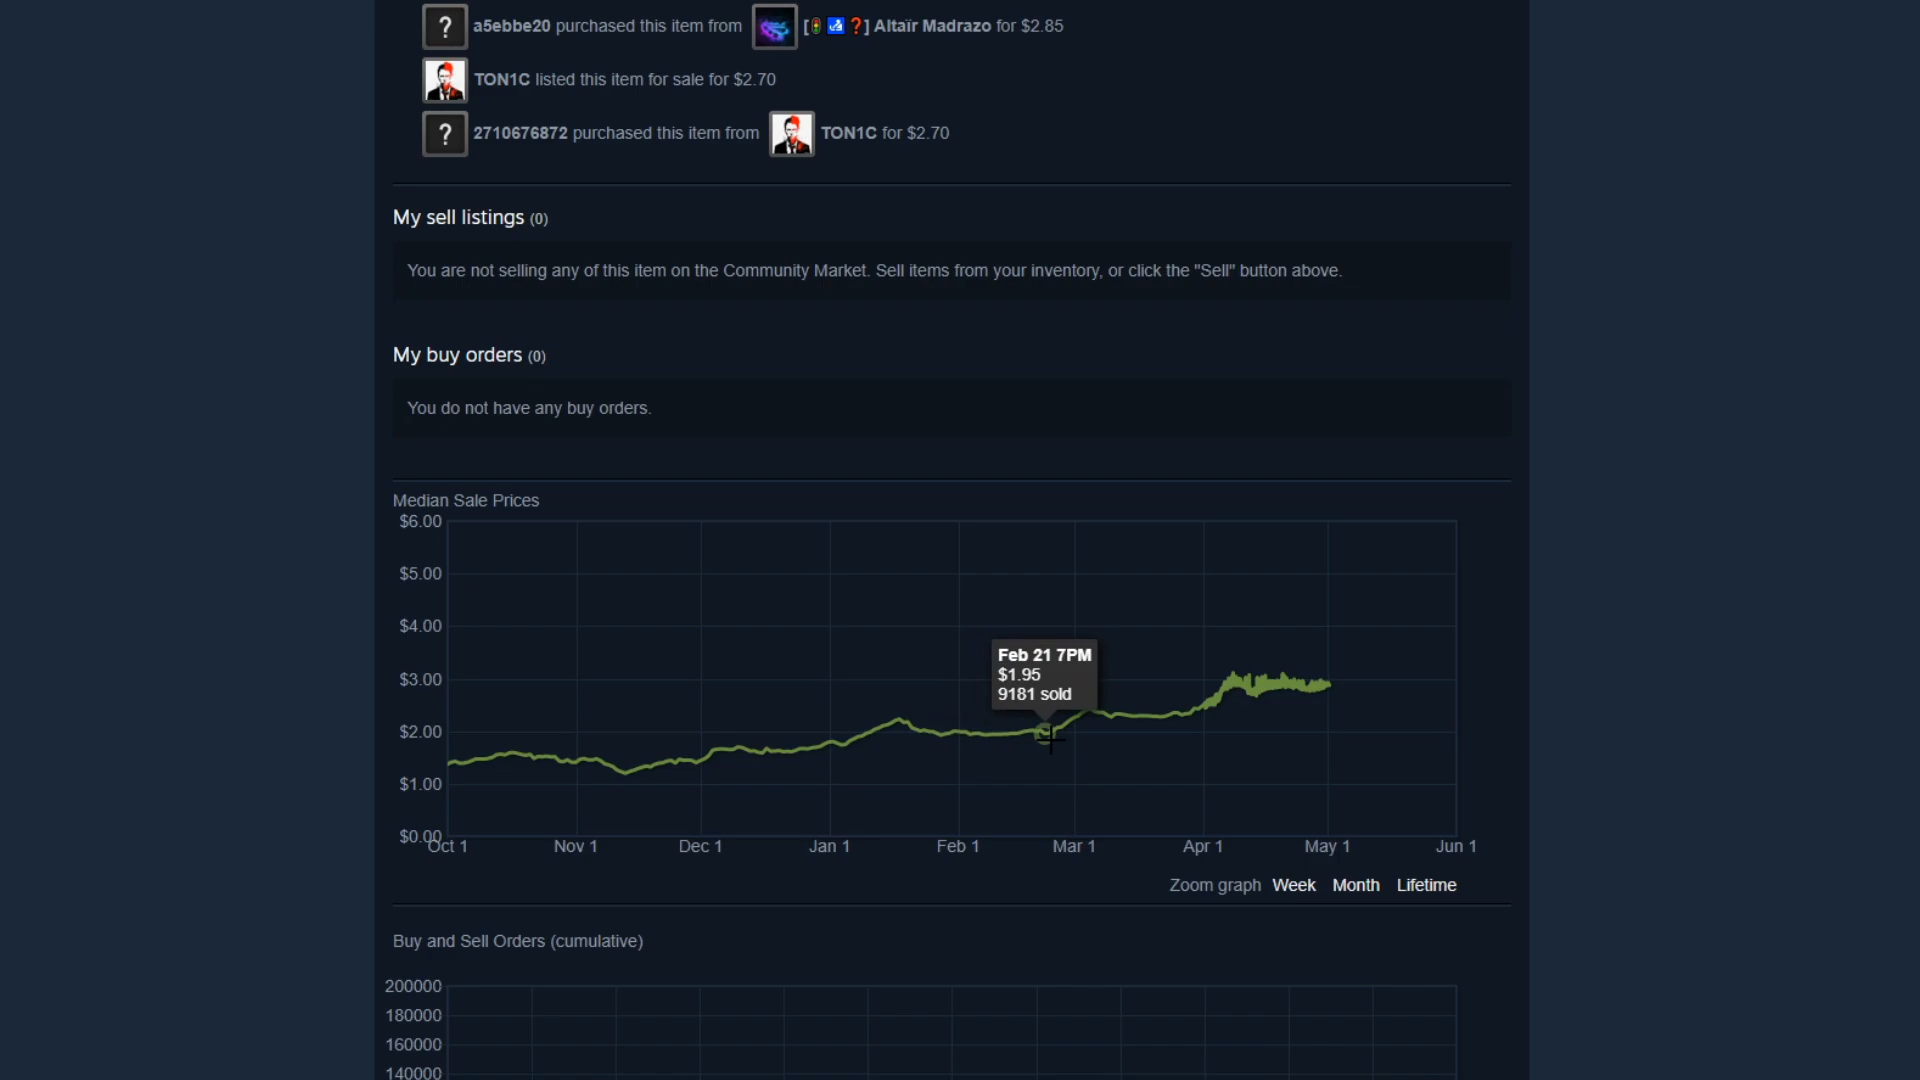 a5ebbe20 purchased this item from [🚦🚮❓] Altaïr Madrazo for $2.85
TON1C listed this item for sale for $2.70
2710676872 purchased this item from TON1C for $2.70
My sell listings (0)
You are not selling any of this item on the Community Market. Sell items from your inventory, or click the "Sell" button above.
My buy orders (0)
You do not have any buy orders.
Median Sale Prices
$6.00
$5.00
$4.00
$3.00
$2.00
$1.00
$0.00
Feb 21 7PM
$1.95
9181 sold
Oct 1 Nov 1 Dec 1 Jan 1 Feb 1 Mar 1 Apr 1 May 1 Jun 1
Zoom graph Week Month Lifetime
Buy and Sell Orders (cumulative)
200000
180000
160000
140000